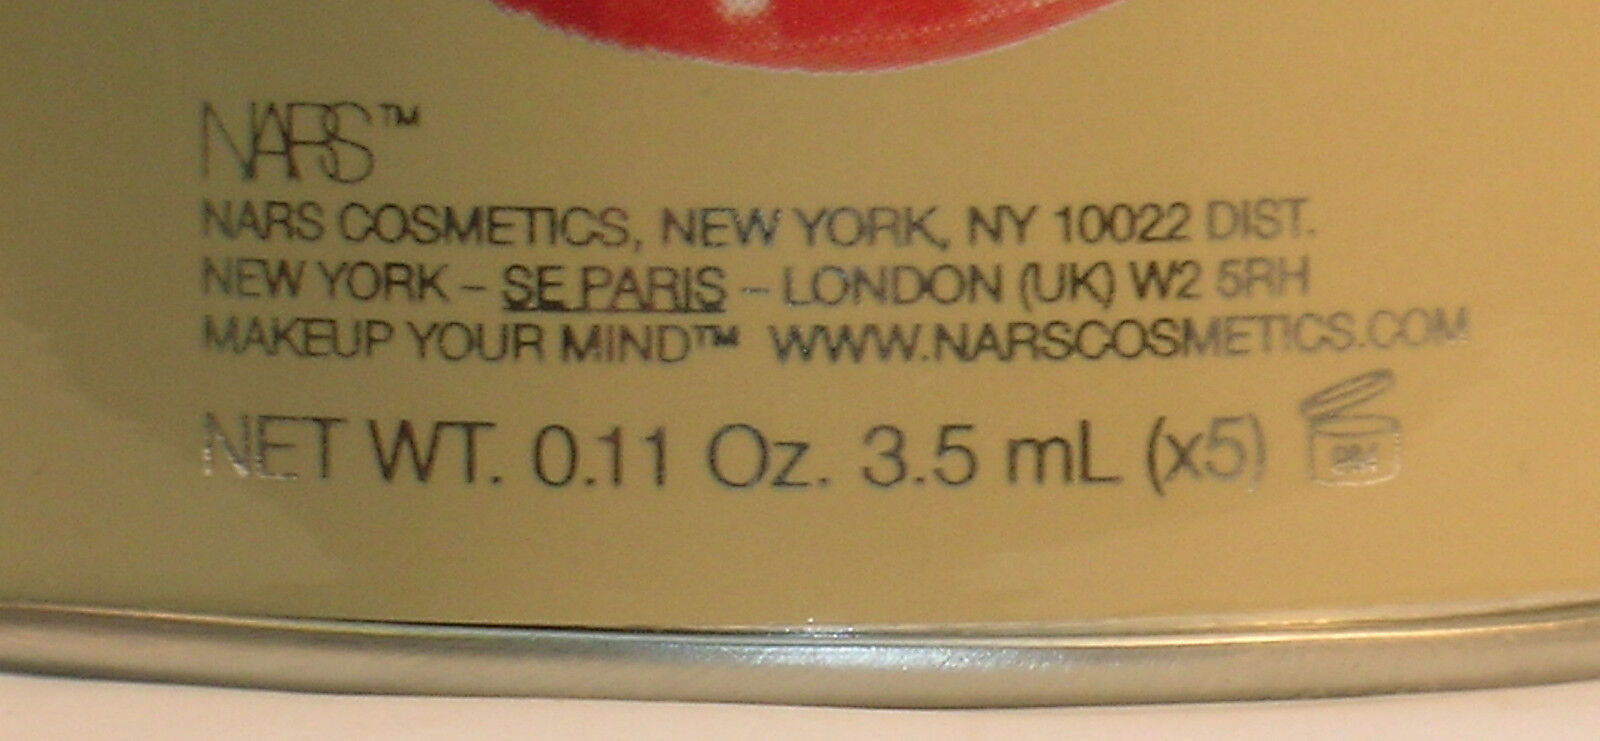 NARS™
NARS COSMETICS, NEW YORK, NY 10022 DIST.
NEW YORK – SE PARIS – LONDON (UK) W2 5RH
MAKEUP YOUR MIND™ WWW.NARSCOSMETICS.COM
NET WT. 0.11 Oz. 3.5 mL (x5)